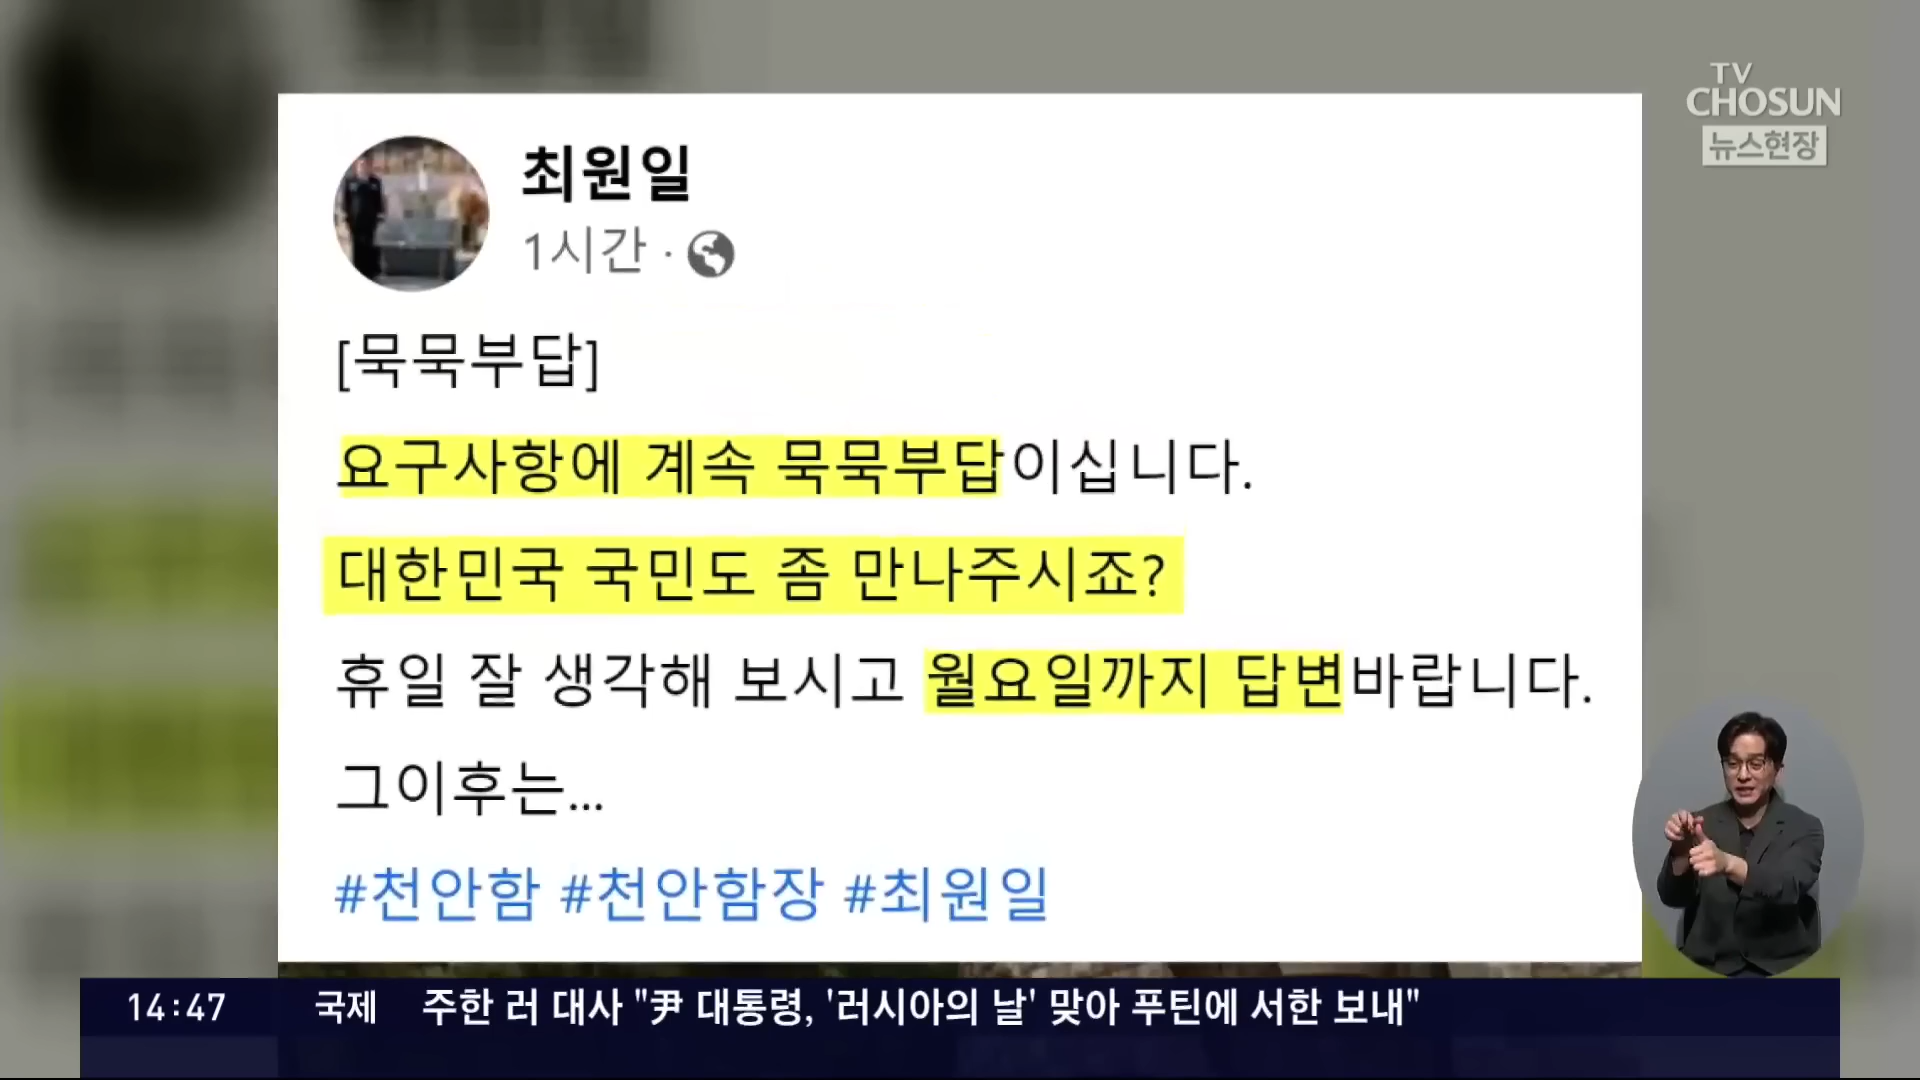 TV
CHOSUN
뉴스현장
최원일
1시간 ·
[묵묵부답]
요구사항에 계속 묵묵부답이십니다.
대한민국 국민도 좀 만나주시죠?
휴일 잘 생각해 보시고 월요일까지 답변바랍니다.
그이후는...
#천안함 #천안함장 #최원일
14:47 국제 주한 러 대사 "尹 대통령, '러시아의 날' 맞아 푸틴에 서한 보내"